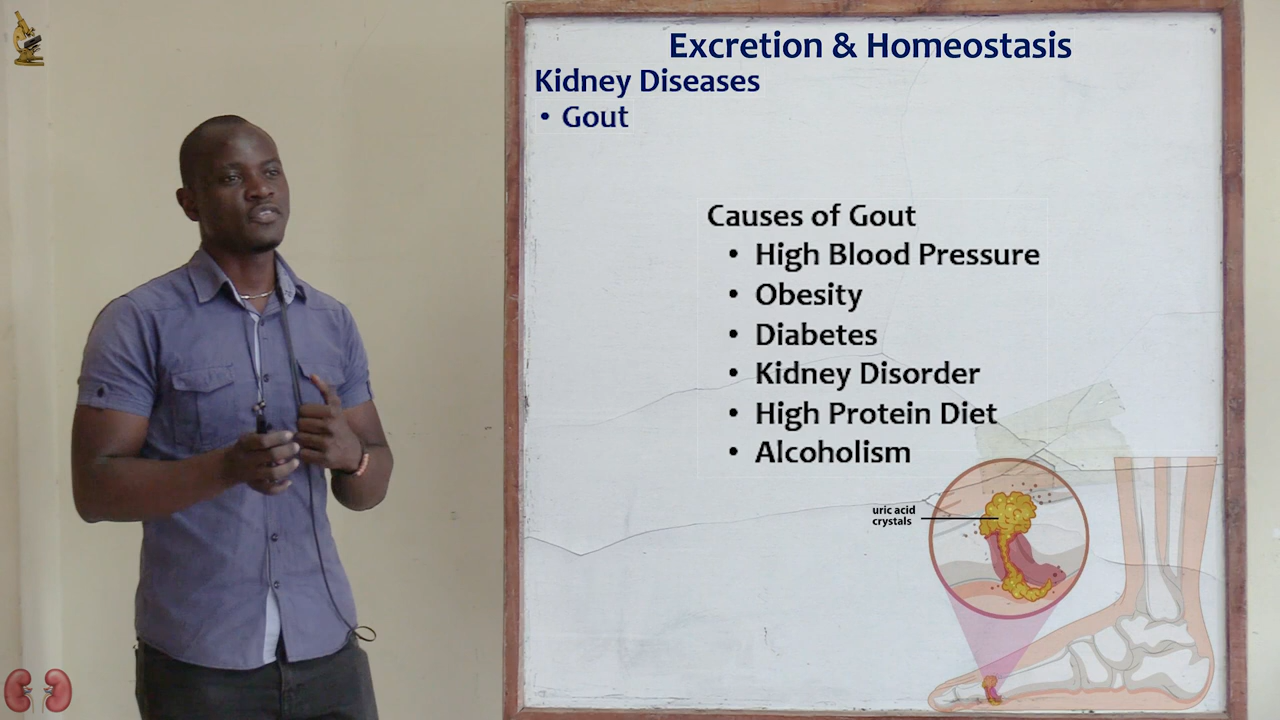 Excretion & Homeostasis
Kidney Diseases
• Gout
Causes of Gout
• High Blood Pressure
• Obesity
• Diabetes
• Kidney Disorder
• High Protein Diet
• Alcoholism
uric acid
crystals